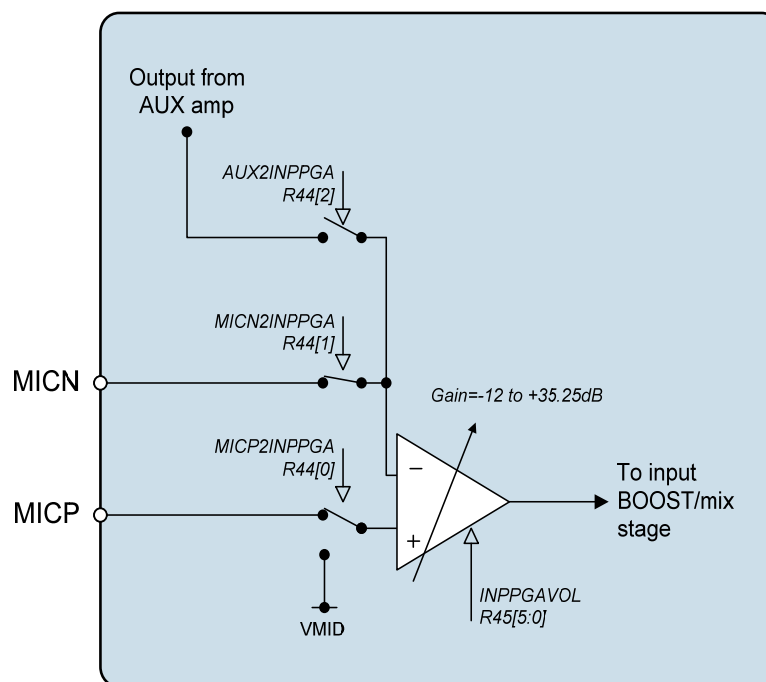 Output from
AUX amp
AUX2INPPGA
R44[2]
MICN2INPPGA
R44[1]
MICN
Gain=-12 to +35.25dB
MICP2INPPGA
R44[0]
MICP
−
+
To input
BOOST/mix
stage
VMID
INPPGAVOL
R45[5:0]